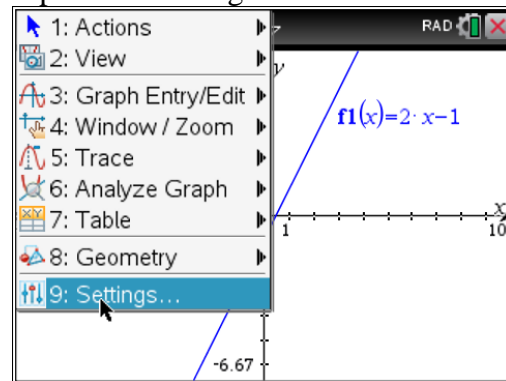 1: Actions
2: View
3: Graph Entry/Edit
4: Window / Zoom
5: Trace
6: Analyze Graph
7: Table
8: Geometry
9: Settings...
RAD
y
f1(x)=2·x-1
x
1
10
-6.67